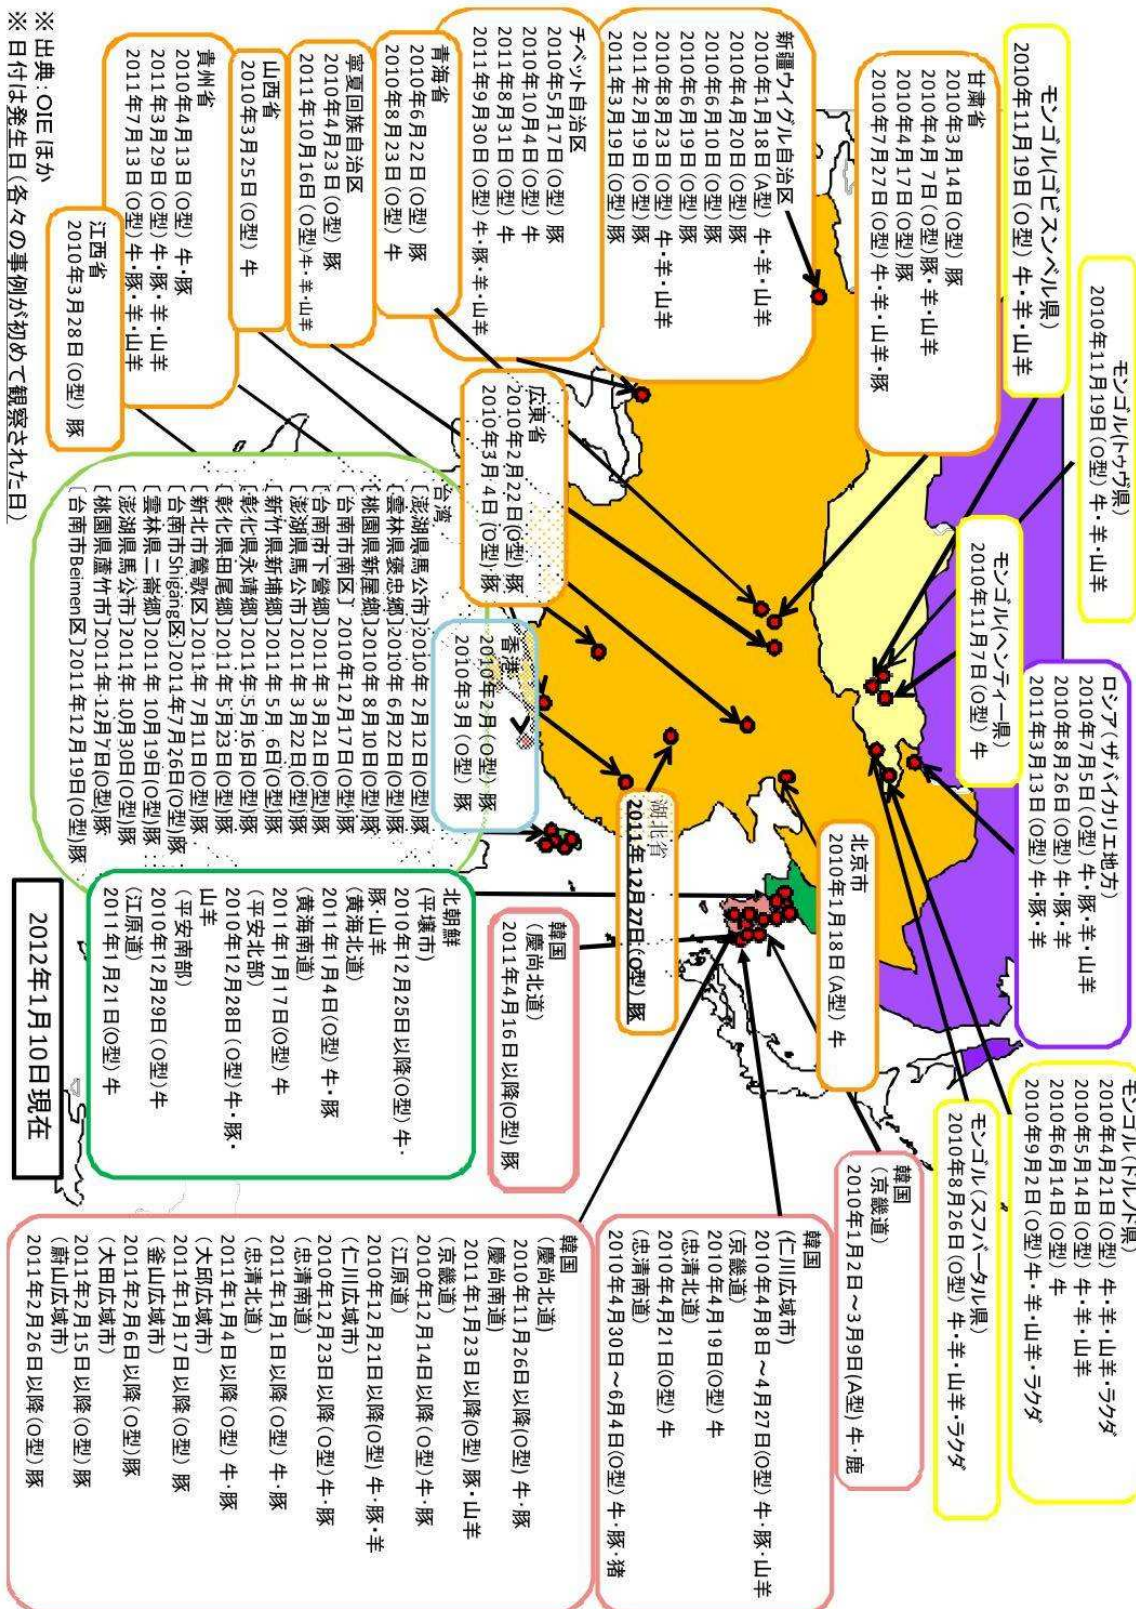 モンゴル(トゥヴ県)
2010年11月19日(O型) 牛・羊・山羊
モンゴル(ゴビスンベル県)
2010年11月19日(O型) 牛・羊・山羊
モンゴル(ヘンティー県)
2010年11月7日(O型) 牛
ロシア(ザバイカリエ地方)
2010年7月5日(O型) 牛・豚・羊・山羊
2010年8月26日(O型) 牛・豚・羊
2011年3月13日(O型) 牛・豚・羊
モンゴル(ドルノド県)
2010年4月21日(O型) 牛・羊・山羊・ラクダ
2010年5月14日(O型) 牛・羊・山羊
2010年6月14日(O型) 牛
2010年9月2日(O型) 牛・羊・山羊・ラクダ
モンゴル(スフバータル県)
2010年8月26日(O型) 牛・羊・山羊・ラクダ
甘粛省
2010年3月14日(O型) 豚
2010年4月7日(O型)豚・羊・山羊
2010年4月17日(O型) 豚
2010年7月27日(O型) 牛・羊・山羊・豚
北京市
2010年1月18日(A型) 牛
韓国
(京畿道)
2010年1月2日~3月9日(A型) 牛・鹿
新疆ウイグル自治区
2010年1月18日(A型) 牛・羊・山羊
2010年4月20日(O型) 豚
2010年6月10日(O型) 豚
2010年6月19日(O型) 豚
2010年8月23日(O型) 牛・羊・山羊
2011年2月19日(O型) 豚
2011年3月19日(O型) 豚
湖北省
2011年12月27日(O型) 豚
韓国
(仁川広域市)
2010年4月8日~4月27日(O型) 牛・豚・山羊
(京畿道)
2010年4月19日(O型) 牛
(忠清北道)
2010年4月21日(O型) 牛
(忠清南道)
2010年4月30日~6月4日(O型) 牛・豚・猪
チベット自治区
2010年5月17日(O型) 豚
2010年10月4日(O型) 牛
2011年8月31日(O型) 牛
2011年9月30日(O型) 牛・豚・羊・山羊
広東省
2010年2月22日(O型) 豚
2010年3月4日(O型) 豚
香港
2010年2月(O型) 豚
2010年3月(O型) 豚
韓国
(慶尚北道)
2011年4月16日以降(O型) 豚
韓国
(慶尚北道)
2010年11月26日以降(O型) 牛・豚
(慶尚南道)
2011年1月23日以降(O型) 豚・山羊
(京畿道)
2010年12月14日以降(O型)牛・豚
(江原道)
2010年12月21日以降(O型) 牛・豚・羊
(仁川広域市)
2010年12月23日以降(O型)牛・豚
(忠清南道)
2011年1月1日以降(O型) 牛・豚
(忠清北道)
2011年1月4日以降(O型) 牛・豚
(大邱広域市)
2011年1月17日以降(O型) 豚
(釜山広域市)
2011年2月6日以降(O型)豚
(大田広域市)
2011年2月15日以降(O型)豚
(蔚山広域市)
2011年2月26日以降(O型)豚
青海省
2010年6月22日(O型) 豚
2010年8月23日(O型) 牛
寧夏回族自治区
2010年4月23日(O型) 豚
2011年10月16日(O型)牛・羊・山羊
山西省
2010年3月25日(O型) 牛
貴州省
2010年4月13日(O型) 牛・豚
2011年3月29日(O型) 牛・豚・羊・山羊
2011年7月13日(O型) 牛・豚・羊・山羊
江西省
2010年3月28日(O型) 豚
台湾
[澎湖県馬公市]2010年2月12日(O型)豚
[雲林県褒忠郷]2010年6月22日(O型)豚
[桃園県新屋郷]2010年8月10日(O型)豚
[台南市南区] 2010年12月17日(O型)豚
[台南市下營郷]2011年3月21日(O型)豚
[澎湖県馬公市]2011年3月22日(O型)豚
[新竹県新埔郷]2011年5月6日(O型)豚
[彰化県永靖郷]2011年5月16日(O型)豚
[彰化県田尾郷]2011年5月23日(O型)豚
[新北市鶯歌区]2011年7月11日(O型)豚
[台南市Shigang区]2011年7月26日(O型)豚
[雲林県二崙郷]2011年10月19日(O型)豚
[澎湖県馬公市]2011年10月30日(O型)豚
[桃園県蘆竹市]2011年12月7日(O型)豚
[台南市Beimen区]2011年12月19日(O型)豚
北朝鮮
(平壌市)
2010年12月25日以降(O型) 牛・
豚・山羊
(黄海北道)
2011年1月4日(O型) 牛・豚
(黄海南道)
2011年1月17日(O型) 牛
(平安北部)
2010年12月28日(O型) 牛・豚・
山羊
(平安南部)
2010年12月29日(O型) 牛
(江原道)
2011年1月21日(O型) 牛
2012年1月10日現在
※ 出典:OIE ほか
※ 日付は発生日(各々の事例が初めて観察された日)